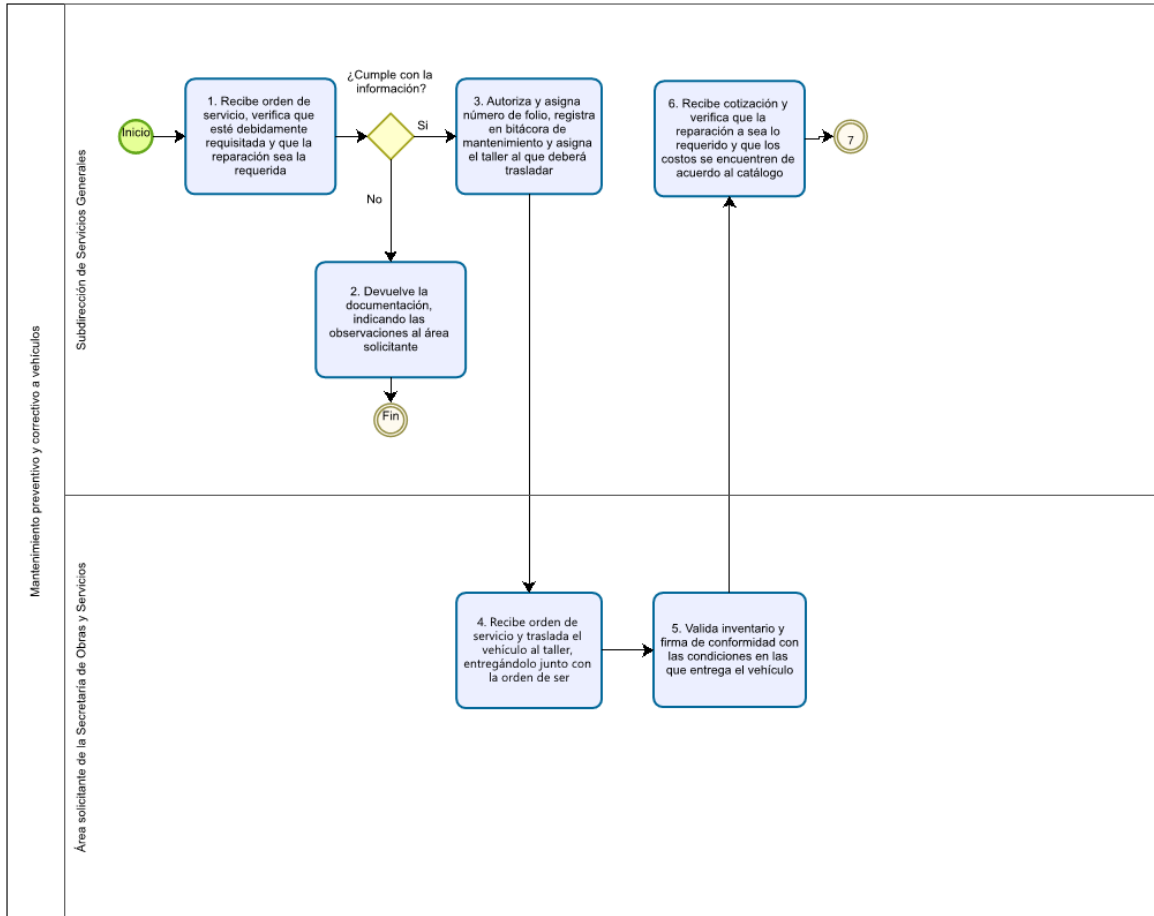 Mantenimiento preventivo y correctivo a vehículos
Subdirección de Servicios Generales
Inicio
1. Recibe orden de
servicio, verifica que
esté debidamente
requisitada y que la
reparación sea la
requerida
¿Cumple con la
información?
Si
No
2. Devuelve la
documentación,
indicando las
observaciones al área
solicitante
Fin
3. Autoriza y asigna
número de folio, registra
en bitácora de
mantenimiento y asigna
el taller al que deberá
trasladar
6. Recibe cotización y
verifica que la
reparación a sea lo
requerido y que los
costos se encuentren de
acuerdo al catálogo
7
Área solicitante de la Secretaría de Obras y Servicios
4. Recibe orden de
servicio y traslada el
vehículo al taller,
entregándolo junto con
la orden de ser
5. Valida inventario y
firma de conformidad con
las condiciones en las
que entrega el vehículo